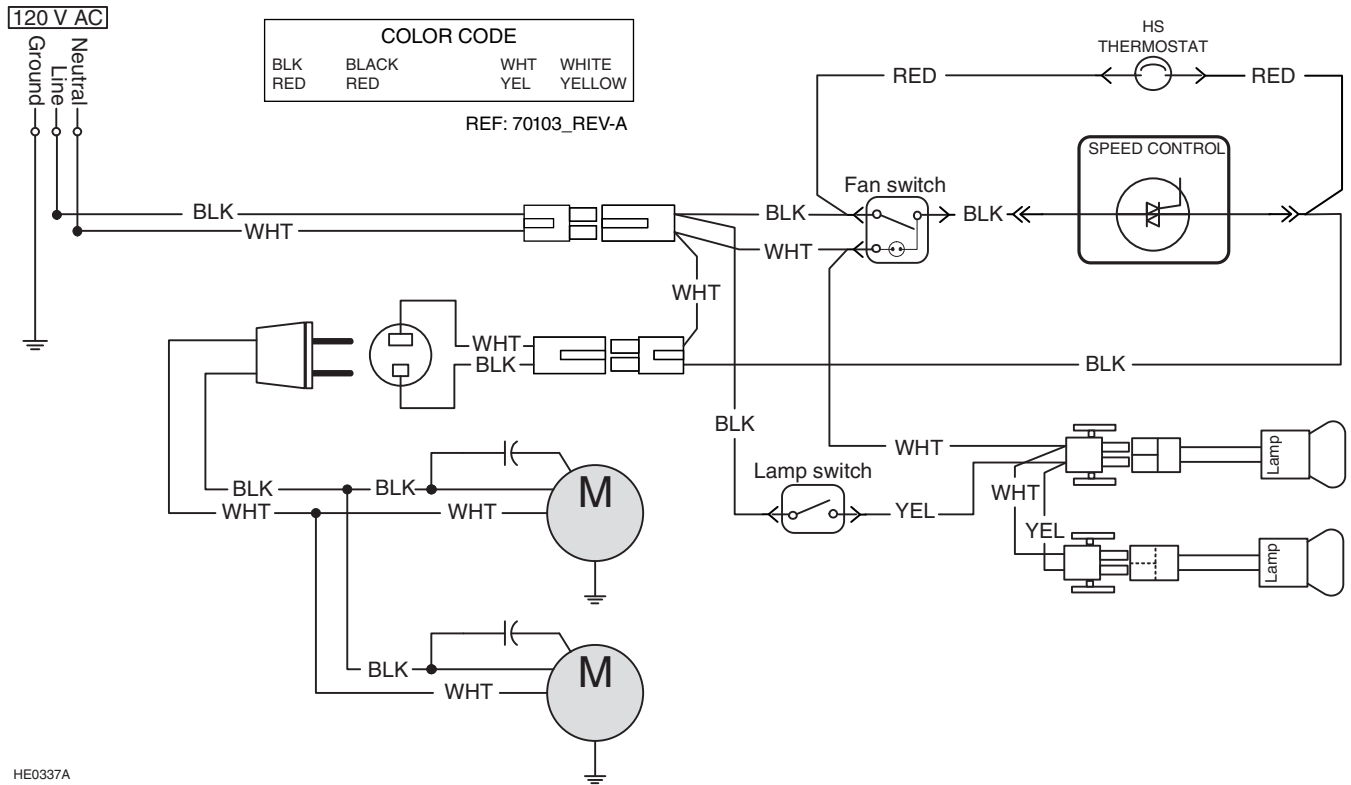 120 V AC
Ground
Line
Neutral
COLOR CODE
BLK BLACK WHT WHITE
RED RED YEL YELLOW
REF: 70103_REV-A
HS
THERMOSTAT
RED
RED
SPEED CONTROL
Fan switch
BLK
BLK
BLK
WHT
WHT
WHT
WHT
BLK
BLK
BLK
WHT
Lamp
Lamp switch
BLK
BLK
WHT
WHT
M
YEL
WHT
YEL
Lamp
BLK
WHT
M
HE0337A